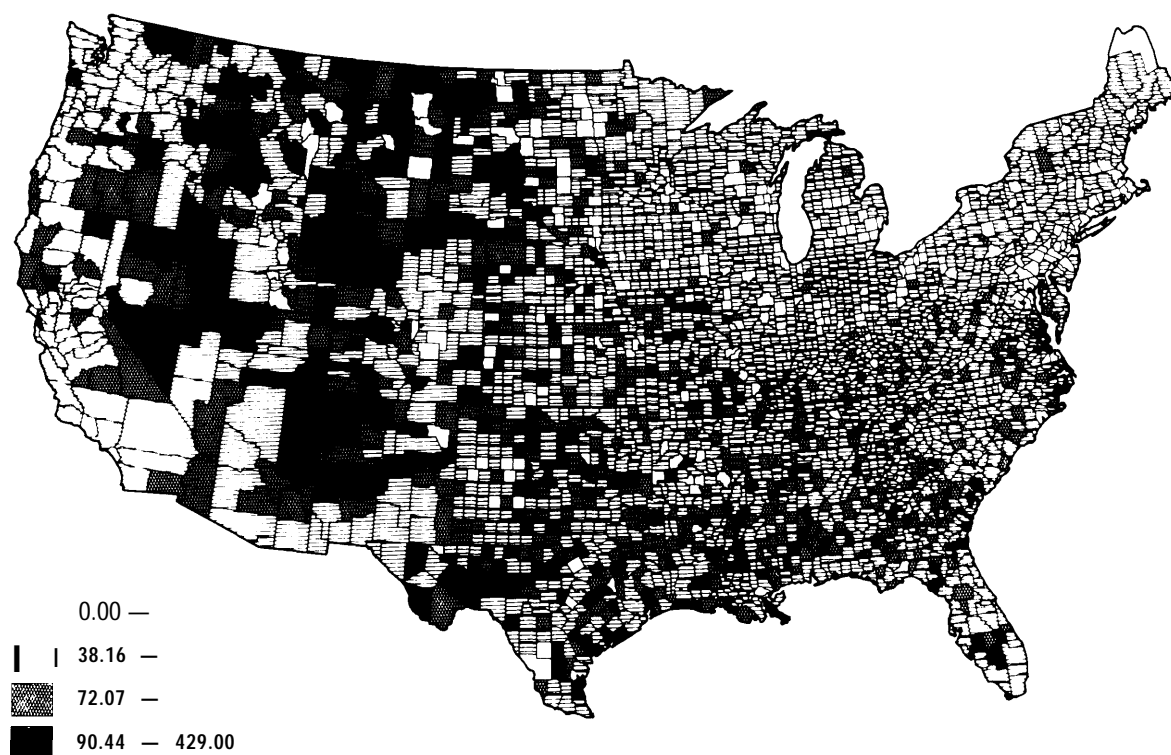 0.00 —
38.16 —
72.07 —
90.44 — 429.00